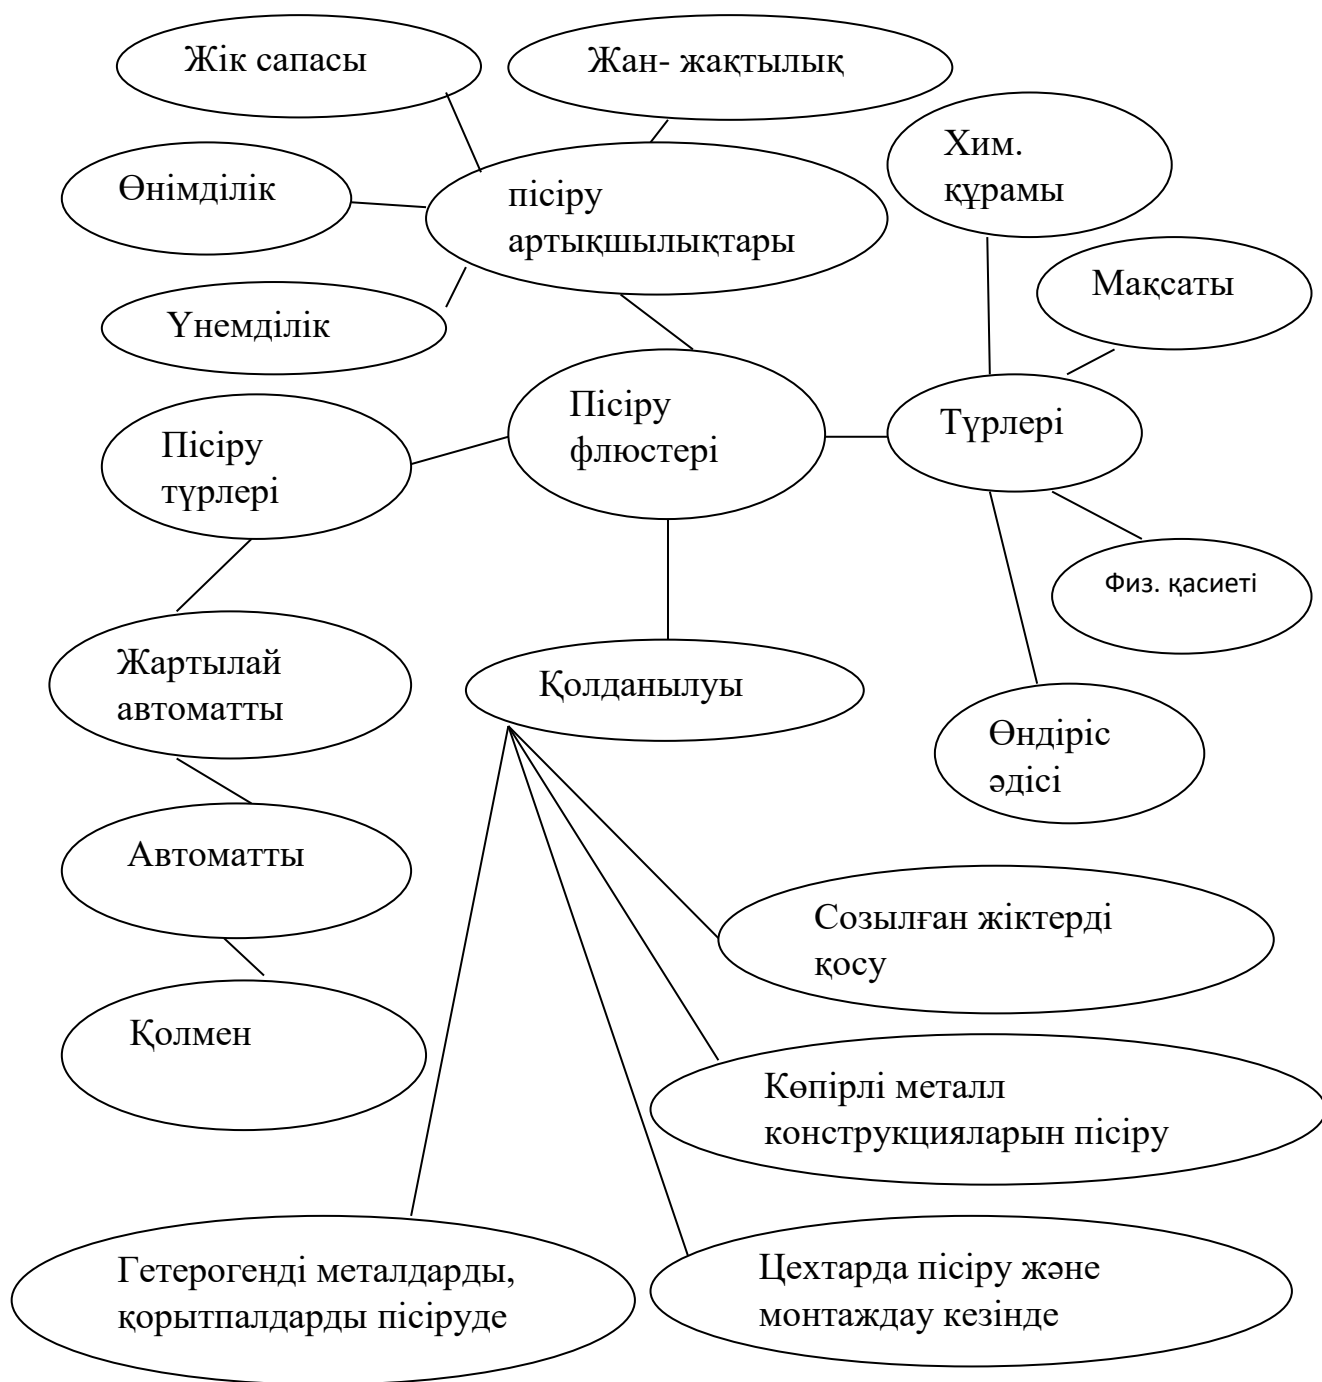 Жік сапасы
Жан- жақтылық
Хим.
құрамы
Өнімділік
пісіру
артықшылықтары
Мақсаты
Үнемділік
Пісіру
флюстері
Түрлері
Пісіру
түрлері
Физ. қасиеті
Жартылай
автоматты
Қолданылуы
Өндіріс
әдісі
Автоматты
Созылған жіктерді
қосу
Қолмен
Көпірлі металл
конструкцияларын пісіру
Гетерогенді металдарды,
қорытпалдарды пісіруде
Цехтарда пісіру және
монтаждау кезінде